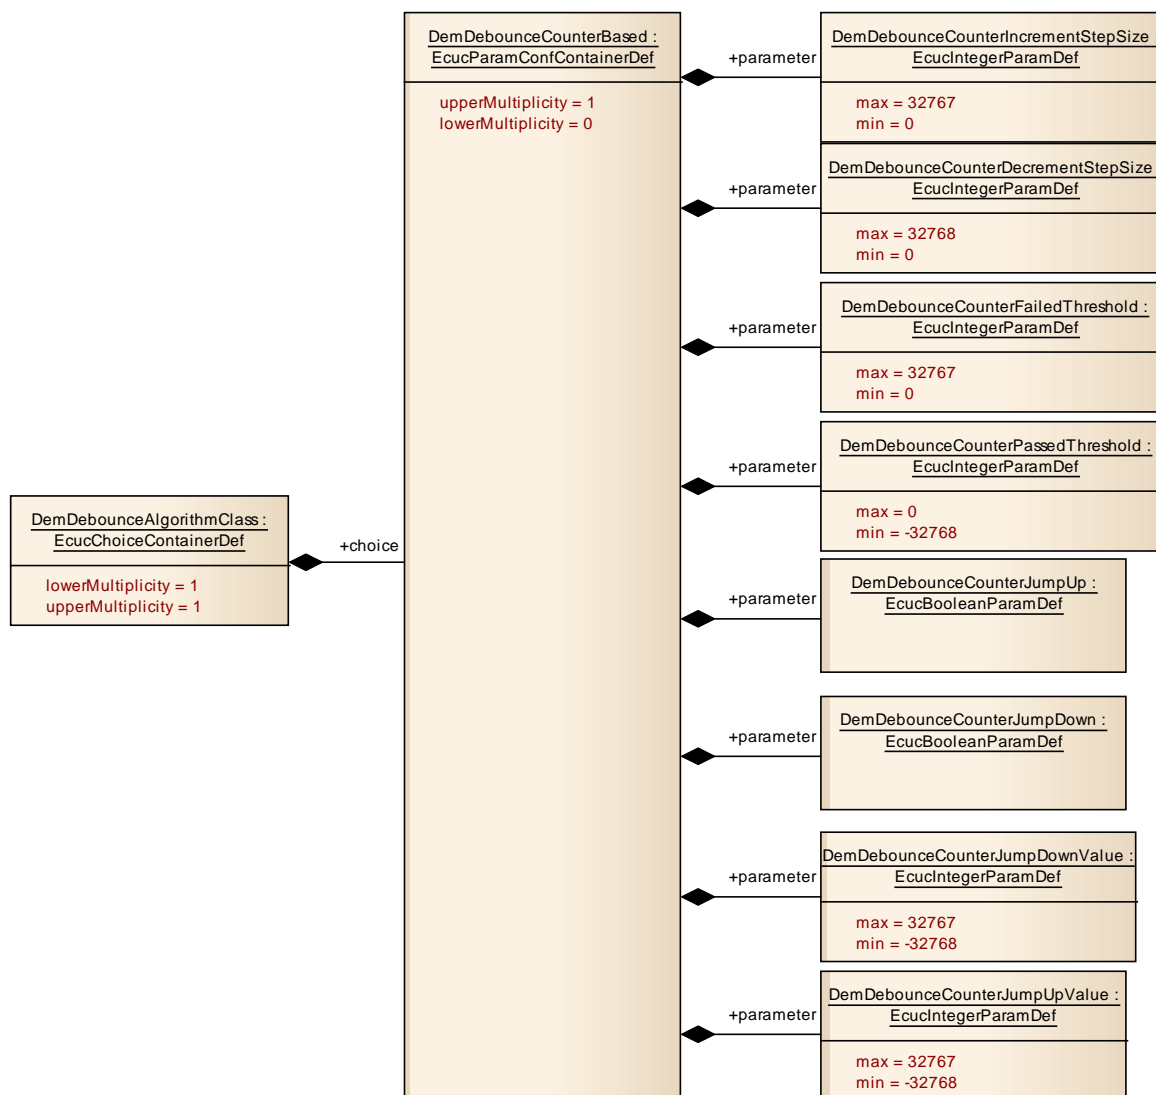 DemDebounceCounterBased :
EcucParamConfContainerDef
upperMultiplicity = 1
lowerMultiplicity = 0
+parameter
DemDebounceCounterIncrementStepSize :
EcucIntegerParamDef
max = 32767
min = 0
+parameter
DemDebounceCounterDecrementStepSize
EcucIntegerParamDef
max = 32768
min = 0
+parameter
DemDebounceCounterFailedThreshold :
EcucIntegerParamDef
max = 32767
min = 0
+parameter
DemDebounceCounterPassedThreshold :
EcucIntegerParamDef
max = 0
min = -32768
DemDebounceAlgorithmClass :
EcucChoiceContainerDef
lowerMultiplicity = 1
upperMultiplicity = 1
+choice
+parameter
DemDebounceCounterJumpUp :
EcucBooleanParamDef
+parameter
DemDebounceCounterJumpDown :
EcucBooleanParamDef
+parameter
DemDebounceCounterJumpDownValue :
EcucIntegerParamDef
max = 32767
min = -32768
+parameter
DemDebounceCounterJumpUpValue :
EcucIntegerParamDef
max = 32767
min = -32768